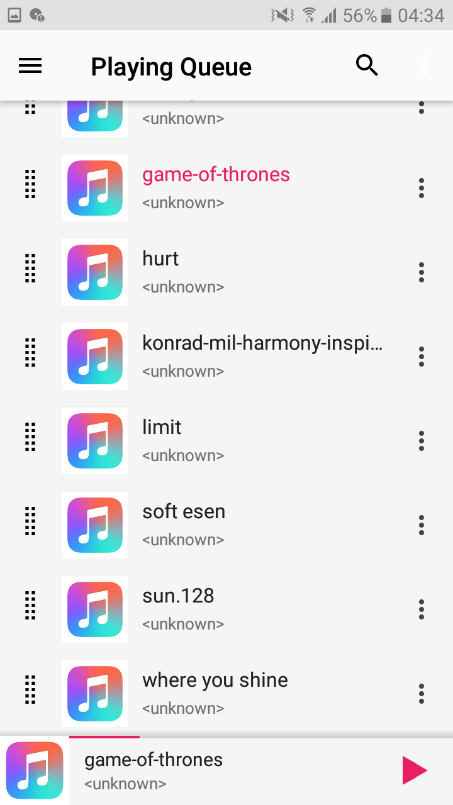 56% 04:34
Playing Queue
<unknown>
game-of-thrones
<unknown>
hurt
<unknown>
konrad-mil-harmony-inspi...
<unknown>
limit
<unknown>
soft esen
<unknown>
sun.128
<unknown>
where you shine
<unknown>
game-of-thrones
<unknown>